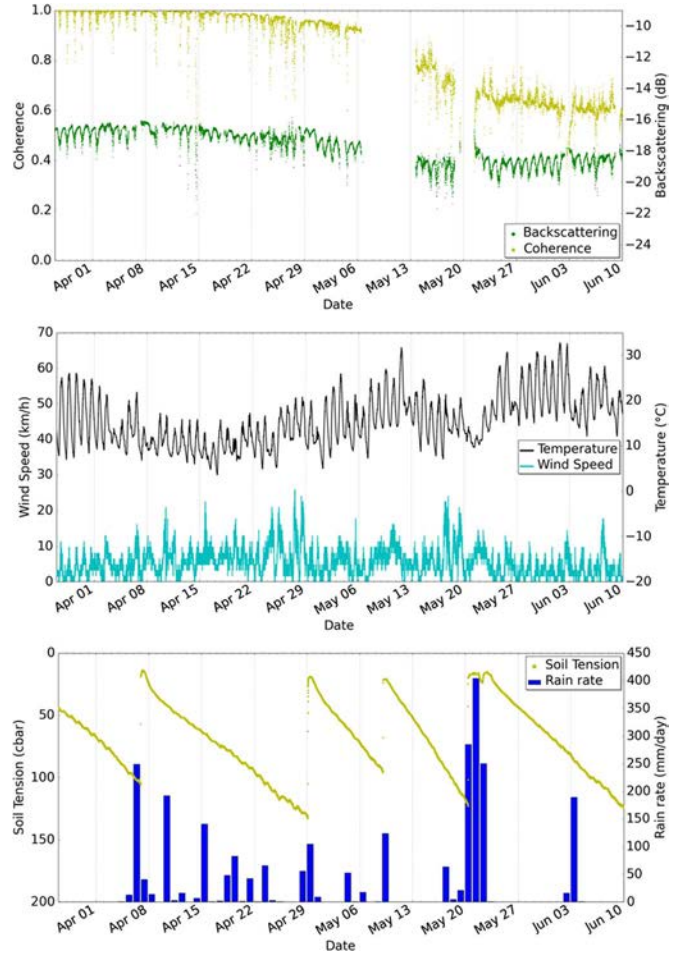 1.0
0.8
0.6
0.4
0.2
0.0
Coherence
−10
−12
−14
−16
−18
−20
−22
−24
Backscattering (dB)
Backscattering
Coherence
Apr 01
Apr 08
Apr 15
Apr 22
Apr 29
May 06
May 13
May 20
May 27
Jun 03
Jun 10
Date
70
60
50
40
30
20
10
0
Wind Speed (km/h)
30
20
10
0
−10
−20
Temperature (°C)
Temperature
Wind Speed
Apr 01
Apr 08
Apr 15
Apr 22
Apr 29
May 06
May 13
May 20
May 27
Jun 03
Jun 10
Date
0
50
100
150
200
Soil Tension (cbar)
450
400
350
300
250
200
150
100
50
0
Rain rate (mm/day)
Soil Tension
Rain rate
Apr 01
Apr 08
Apr 15
Apr 22
Apr 29
May 06
May 13
May 20
May 27
Jun 03
Jun 10
Date